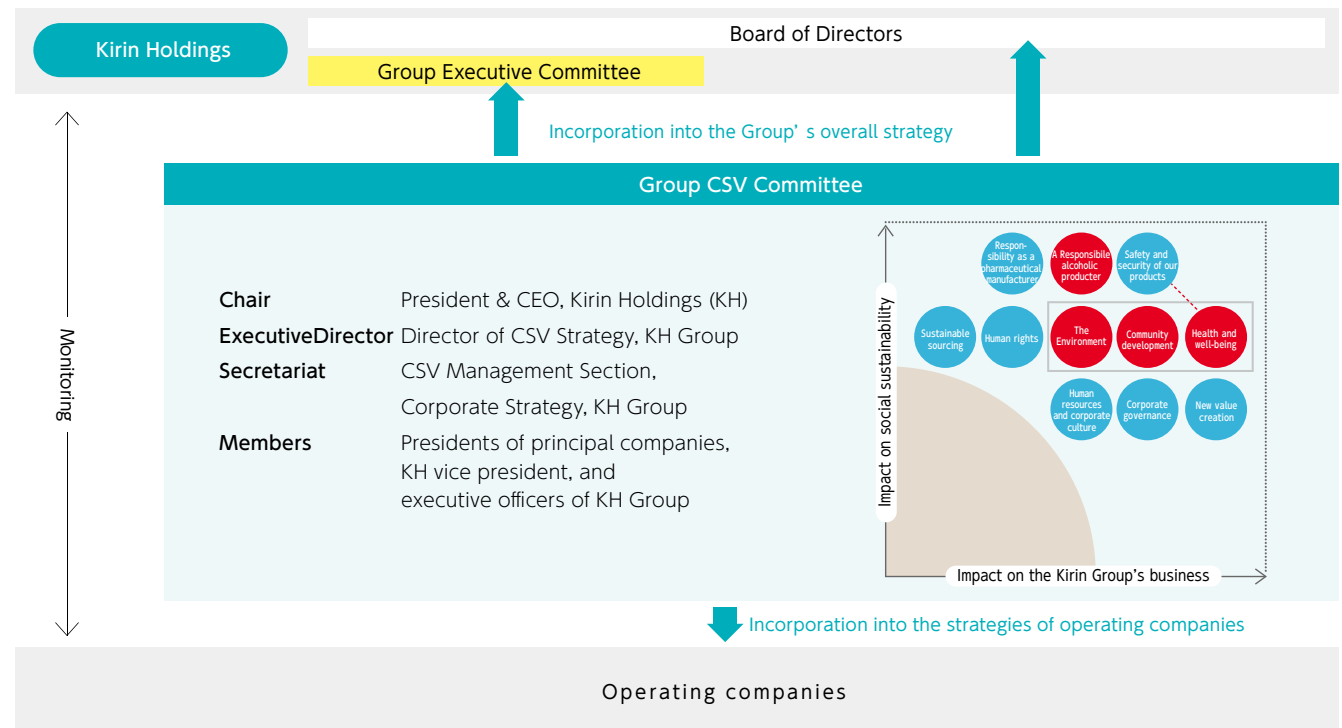 Kirin Holdings
Board of Directors
Group Executive Committee
Incorporation into the Group' s overall strategy
Monitoring
Group CSV Committee
Chair President & CEO, Kirin Holdings (KH)
ExecutiveDirector Director of CSV Strategy, KH Group
Secretariat CSV Management Section,
Corporate Strategy, KH Group
Members Presidents of principal companies,
KH vice president, and
executive officers of KH Group
Impact on social sustainability
Respon-
sibility as a
pharmaceutical
manufacturer
A Responsibile
alcoholic
producter
Safety and
security of our
products
Sustainable
sourcing
Human rights
The
Environment
Community
development
Health and
well-being
Human
resources
and corporate
culture
Corporate
governance
New value
creation
Impact on the Kirin Group's business
Incorporation into the strategies of operating companies
Operating companies